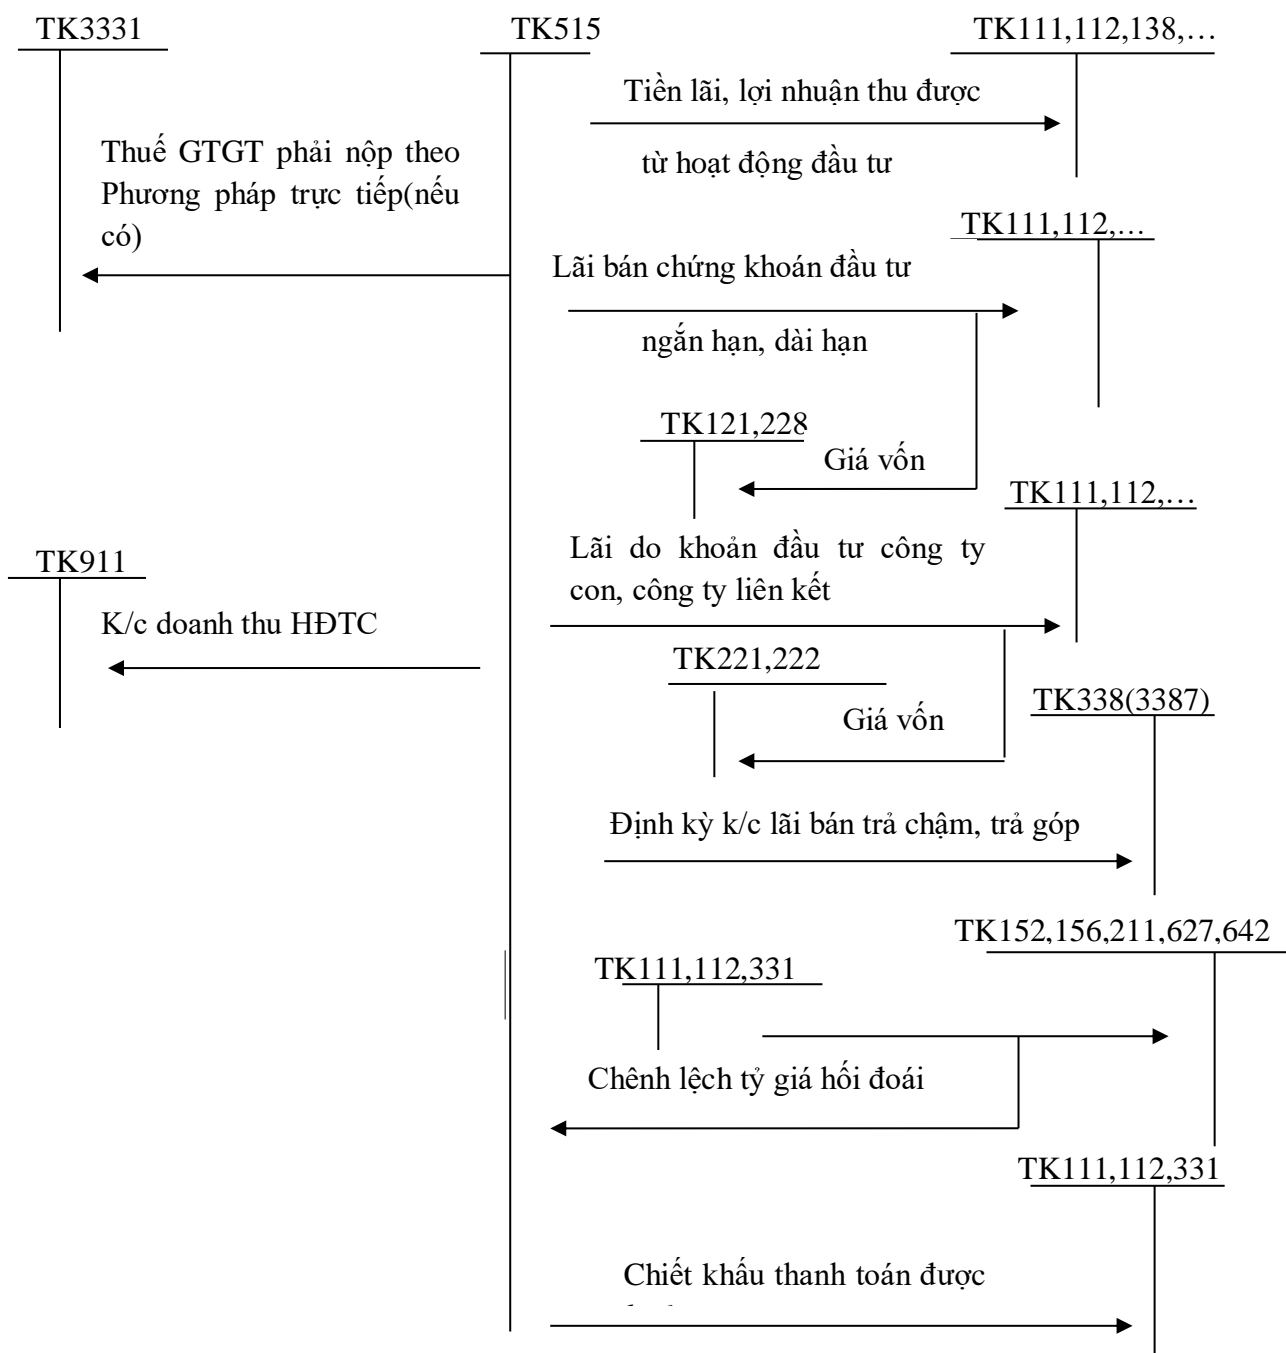 TK3331
TK515
TK111,112,138,…
Tiền lãi, lợi nhuận thu được
từ hoạt động đầu tư
Thuế GTGT phải nộp theo
Phương pháp trực tiếp(nếu
có)
TK111,112,…
Lãi bán chứng khoán đầu tư
ngắn hạn, dài hạn
TK121,228
Giá vốn
TK111,112,…
Lãi do khoản đầu tư công ty
con, công ty liên kết
TK911
K/c doanh thu HĐTC
TK221,222
Giá vốn
TK338(3387)
Định kỳ k/c lãi bán trả chậm, trả góp
TK152,156,211,627,642
TK111,112,331
Chênh lệch tỷ giá hối đoái
TK111,112,331
Chiết khấu thanh toán được